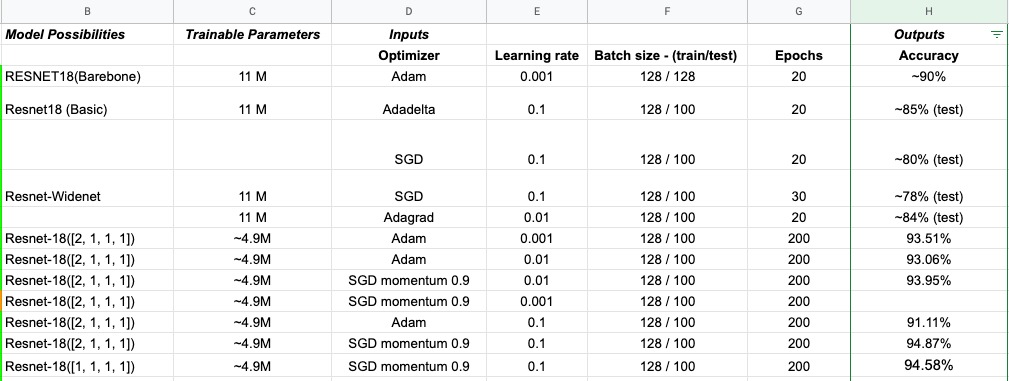 B C D E F G H
Model Possibilities Trainable Parameters Inputs Outputs
Optimizer Learning rate Batch size - (train/test) Epochs Accuracy
RESNET18(Barebone) 11 M Adam 0.001 128 / 128 20 ~90%
Resnet18 (Basic) 11 M Adadelta 0.1 128 / 100 20 ~85% (test)
SGD 0.1 128 / 100 20 ~80% (test)
Resnet-Widenet 11 M SGD 0.1 128 / 100 30 ~78% (test)
11 M Adagrad 0.01 128 / 100 20 ~84% (test)
Resnet-18([2, 1, 1, 1]) ~4.9M Adam 0.001 128 / 100 200 93.51%
Resnet-18([2, 1, 1, 1]) ~4.9M Adam 0.01 128 / 100 200 93.06%
Resnet-18([2, 1, 1, 1]) ~4.9M SGD momentum 0.9 0.01 128 / 100 200 93.95%
Resnet-18([2, 1, 1, 1]) ~4.9M SGD momentum 0.9 0.001 128 / 100 200
Resnet-18([2, 1, 1, 1]) ~4.9M Adam 0.1 128 / 100 200 91.11%
Resnet-18([2, 1, 1, 1]) ~4.9M SGD momentum 0.9 0.1 128 / 100 200 94.87%
Resnet-18([1, 1, 1, 1]) ~4.9M SGD momentum 0.9 0.1 128 / 100 200 94.58%